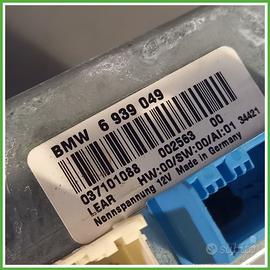 BMW 6 939 049
037101088 002563 00
LEAR HW:00/SW:00/AI:01 34421
Nennspannung 12V Made in Germany
subito